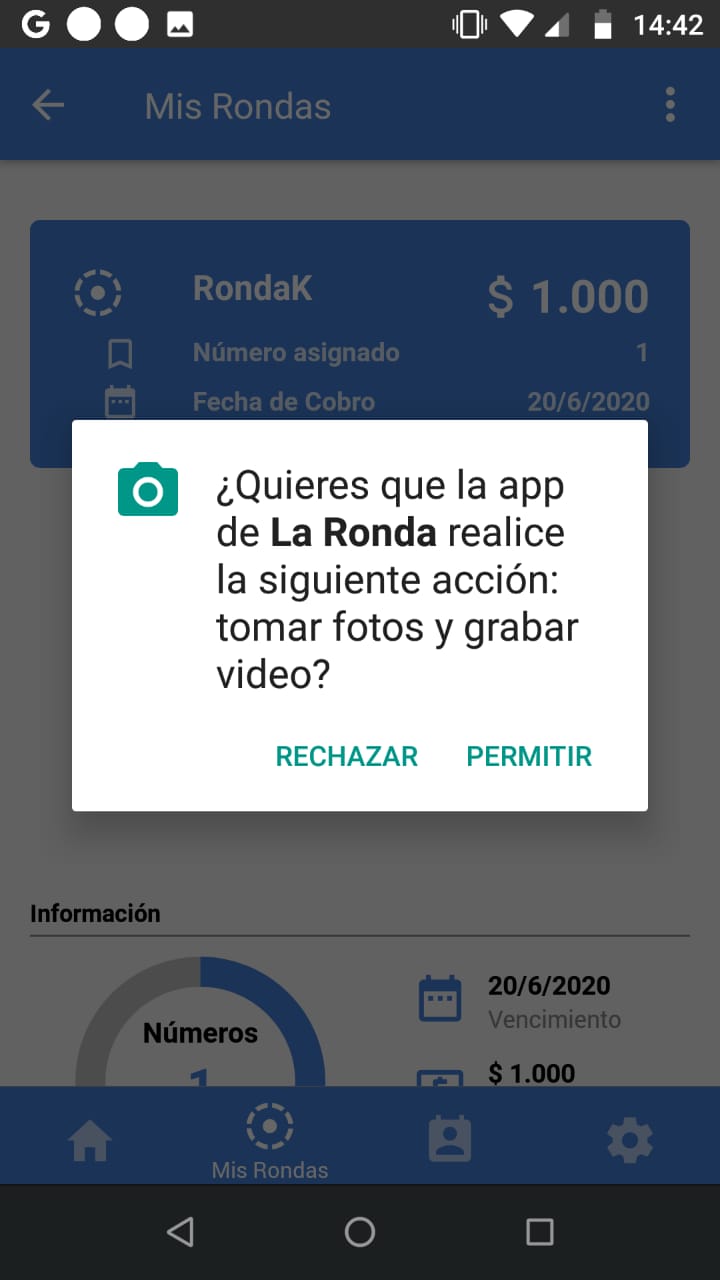 14:42
Mis Rondas
RondaK
$ 1.000
Número asignado
1
Fecha de Cobro
20/6/2020
¿Quieres que la app
de La Ronda realice
la siguiente acción:
tomar fotos y grabar
video?
RECHAZAR
PERMITIR
Información
Números
1
20/6/2020
Vencimiento
$ 1.000
Mis Rondas